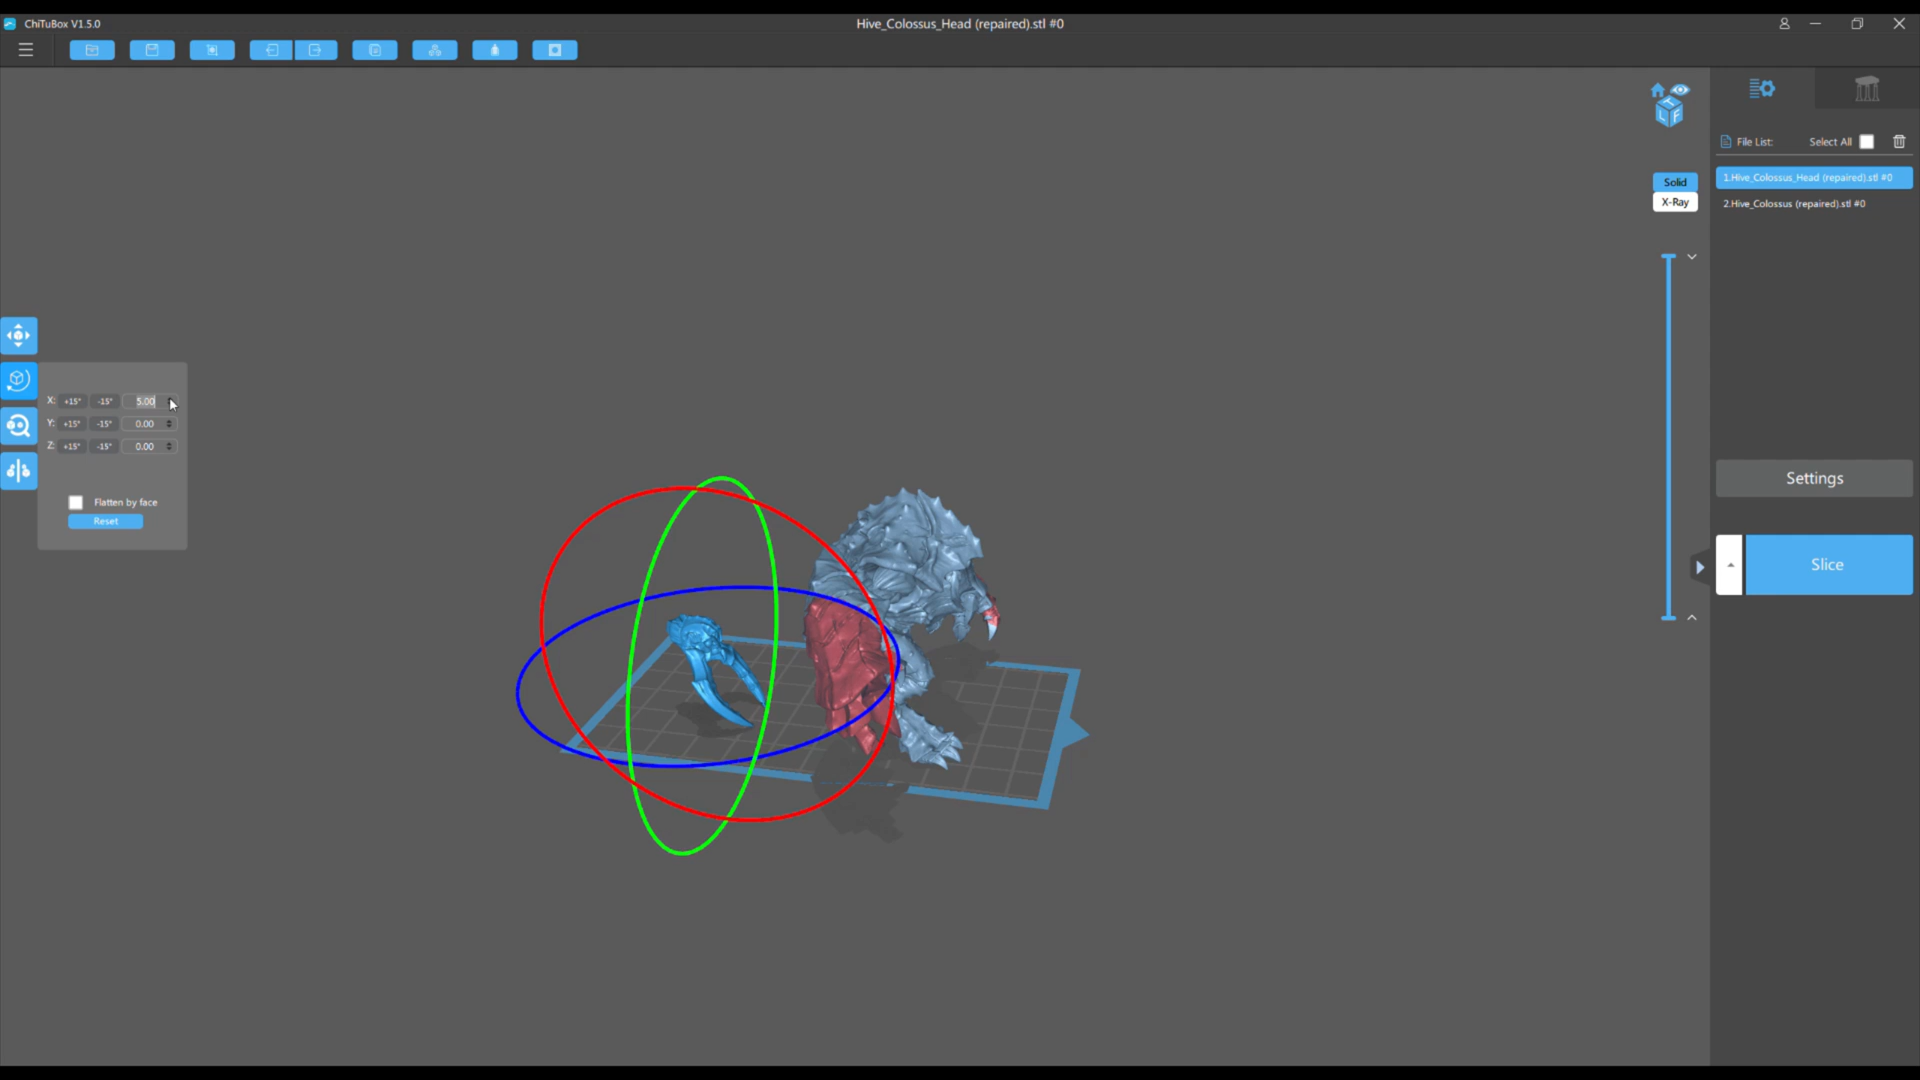 ChiTuBox V1.5.0
Hive_Colossus_Head (repaired).stl #0
File List:
Select All
1.Hive_Colossus_Head (repaired).stl #0
2.Hive_Colossus (repaired).stl #0
T
L F
Solid
X-Ray
X: +15° -15° 5.00
Y: +15° -15° 0.00
Z: +15° -15° 0.00
Flatten by face
Reset
Settings
Slice